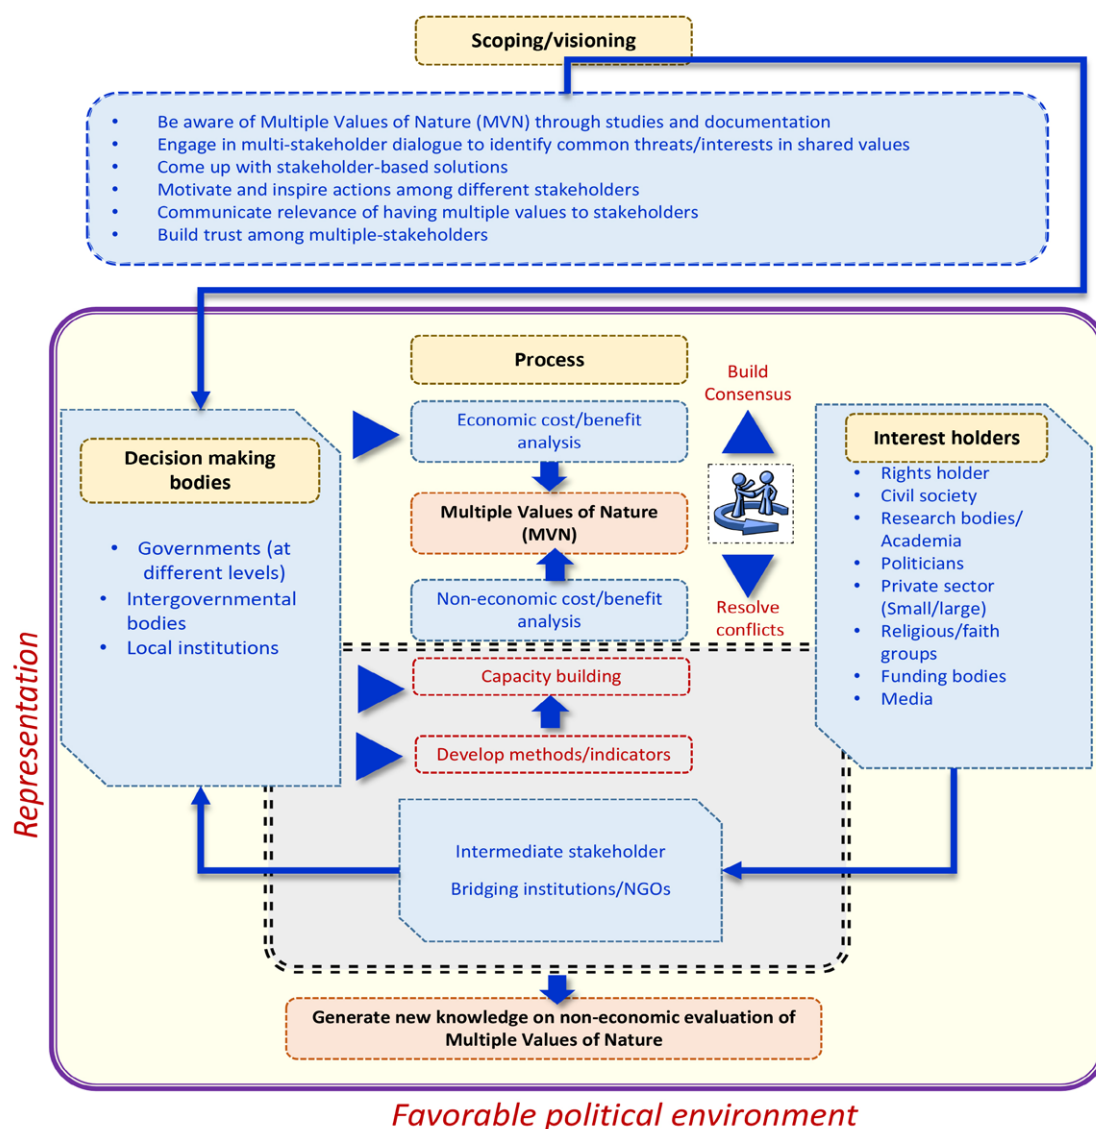 Scoping/visioning
• Be aware of Multiple Values of Nature (MVN) through studies and documentation
• Engage in multi-stakeholder dialogue to identify common threats/interests in shared values
• Come up with stakeholder-based solutions
• Motivate and inspire actions among different stakeholders
• Communicate relevance of having multiple values to stakeholders
• Build trust among multiple-stakeholders
Process
Build
Consensus
Economic cost/benefit
analysis
Multiple Values of Nature
(MVN)
Non-economic cost/benefit
analysis
Resolve
conflicts
Decision making
bodies
• Governments (at
different levels)
• Intergovernmental
bodies
• Local institutions
Interest holders
• Rights holder
• Civil society
• Research bodies/
Academia
• Politicians
• Private sector
(Small/large)
• Religious/faith
groups
• Funding bodies
• Media
Capacity building
Develop methods/indicators
Intermediate stakeholder
Bridging institutions/NGOs
Generate new knowledge on non-economic evaluation of
Multiple Values of Nature
Representation
Favorable political environment